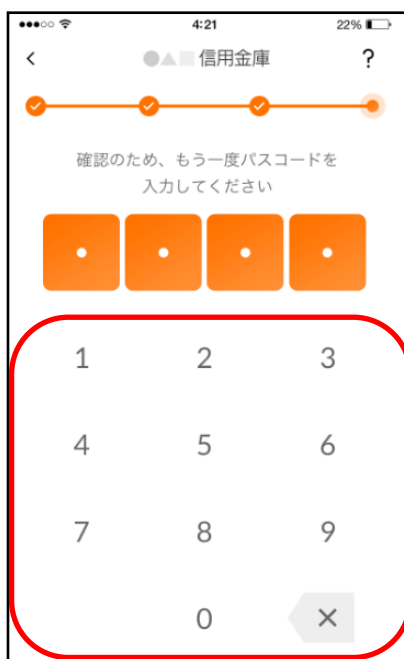 4:21 22%
●▲■信用金庫 ?
確認のため、もう一度パスコードを
入力してください
1 2 3
4 5 6
7 8 9
0 ×